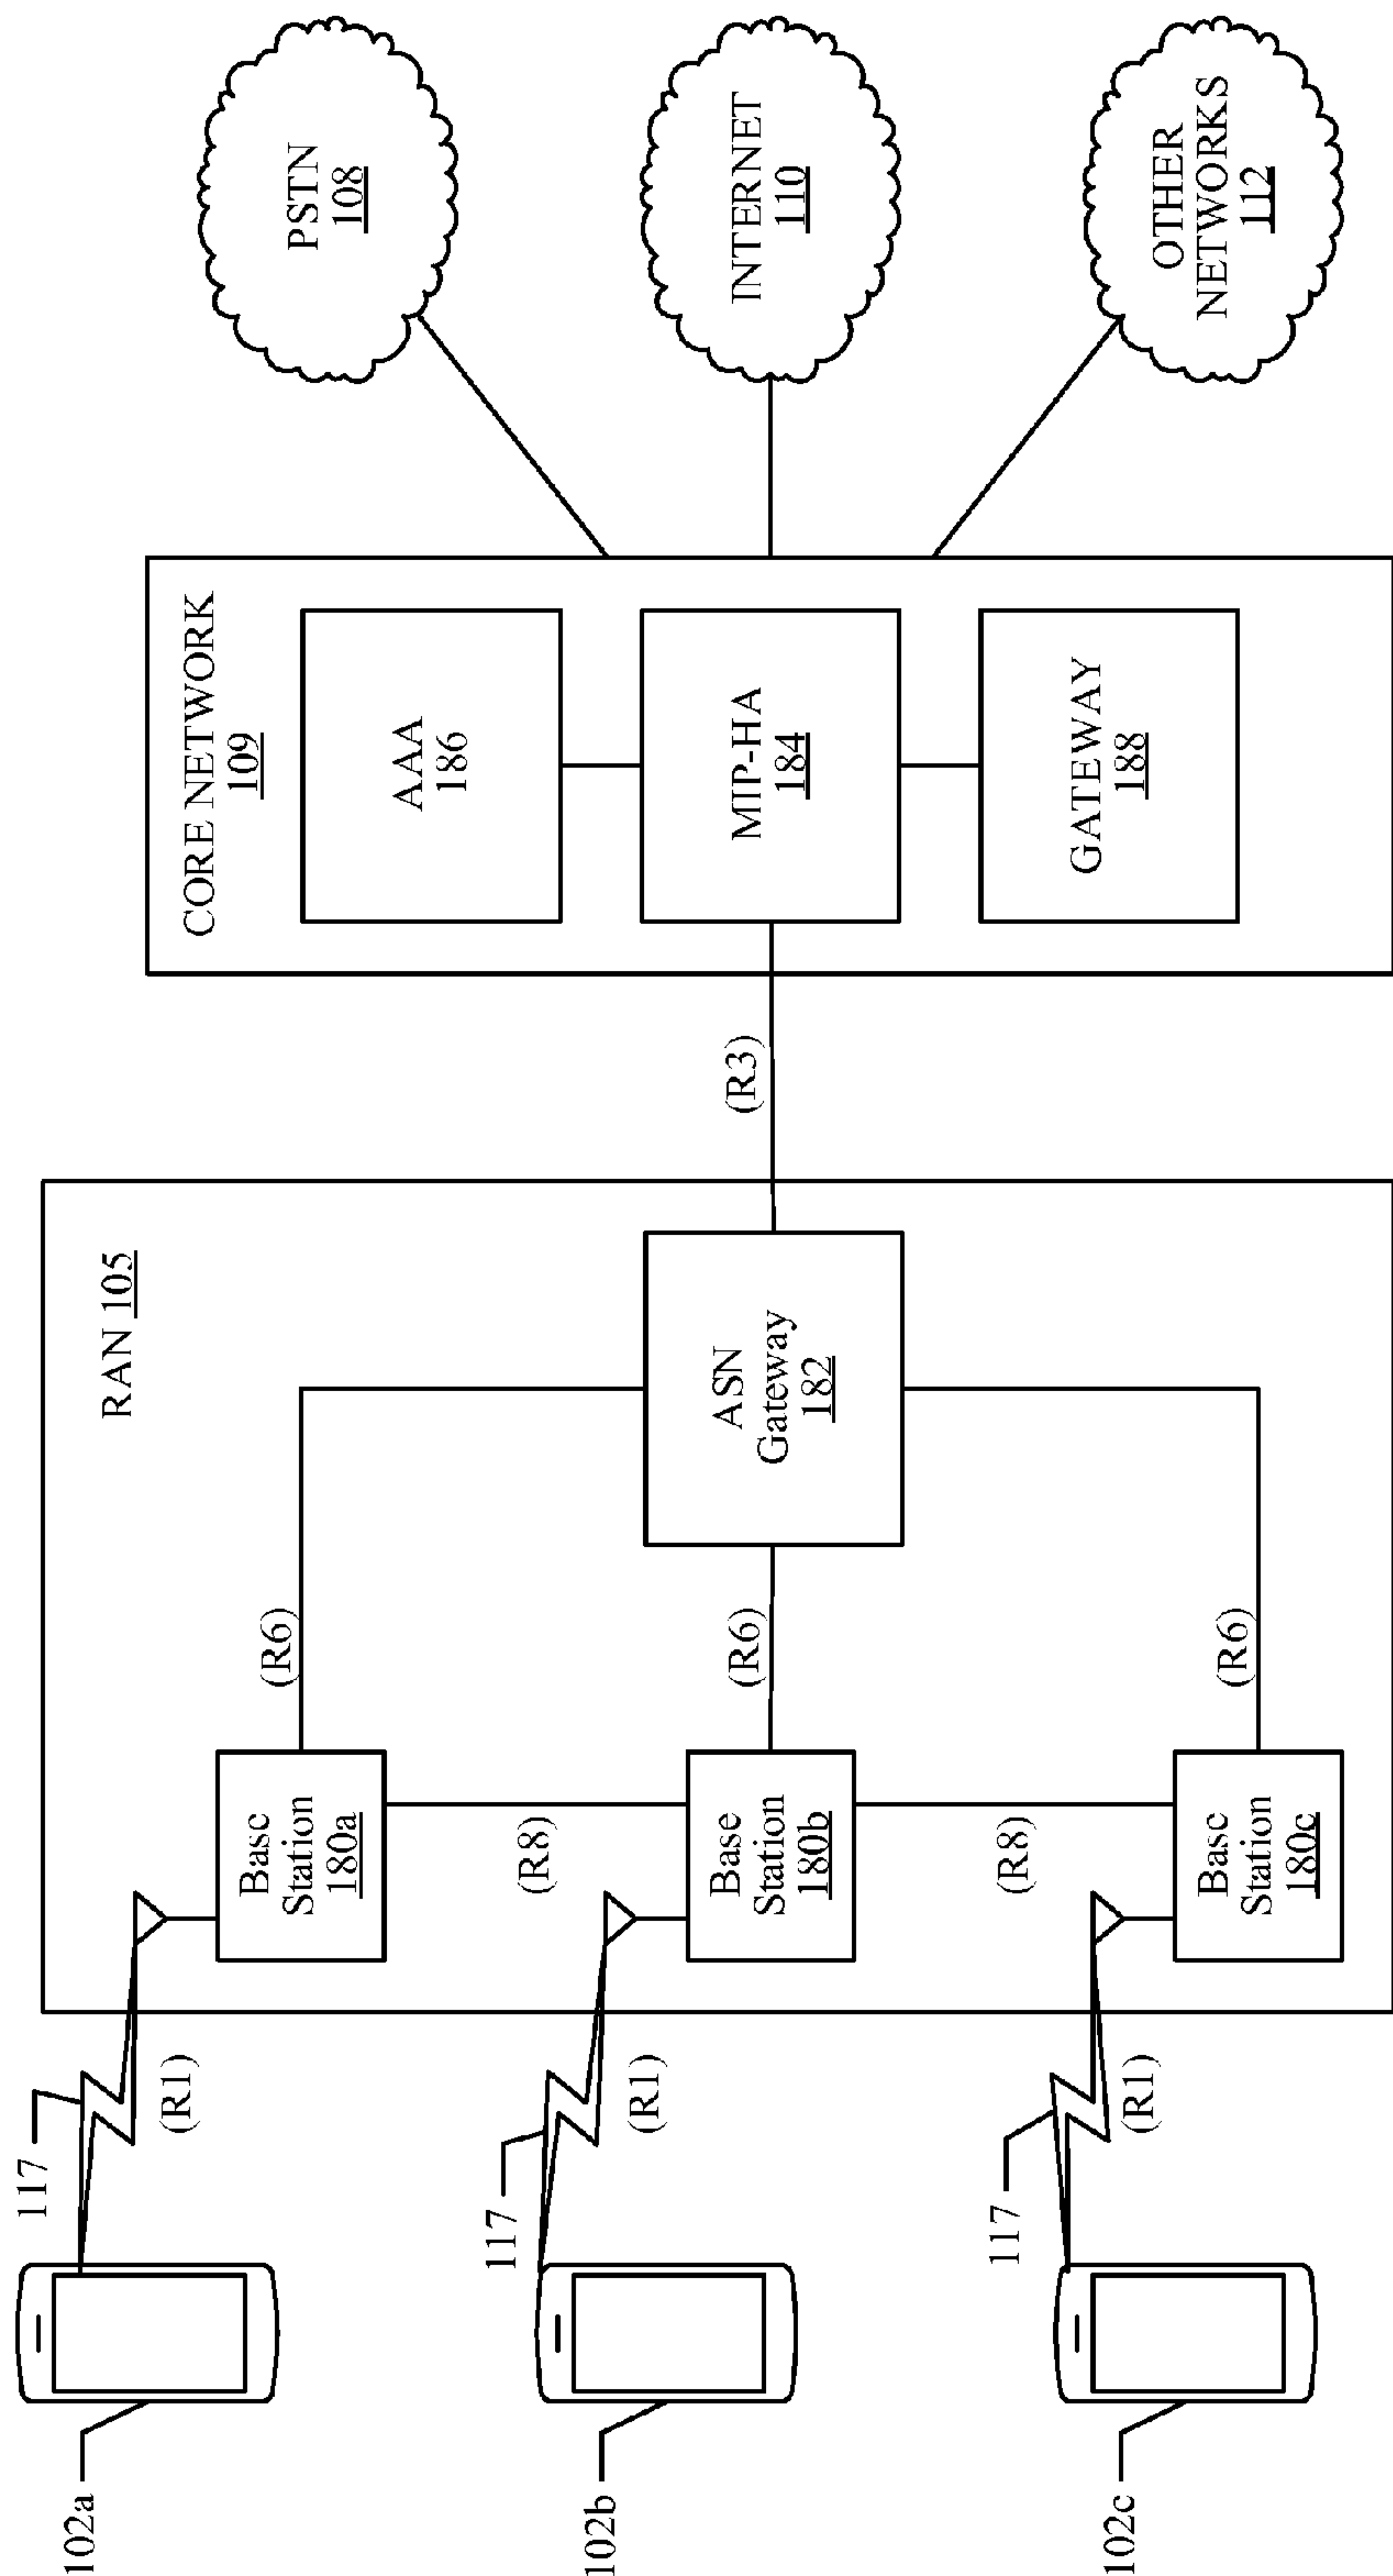 102a
117
(R1)
Base
Station
180a
(R6)
RAN 105
CORE NETWORK
109
AAA
186
PSTN
108
(R8)
102b
117
(R1)
Base
Station
180b
(R6)
ASN
Gateway
182
(R3)
MIP-HA
184
INTERNET
110
(R8)
102c
117
(R1)
Base
Station
180c
(R6)
GATEWAY
188
OTHER
NETWORKS
112